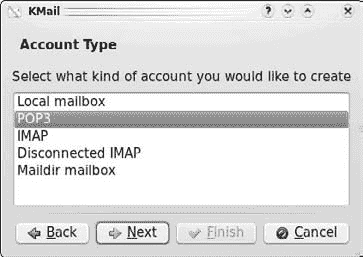 KMail
Account Type
Select what kind of account you would like to create
Local mailbox
POP3
IMAP
Disconnected IMAP
Maildir mailbox
Back Next Finish Cancel